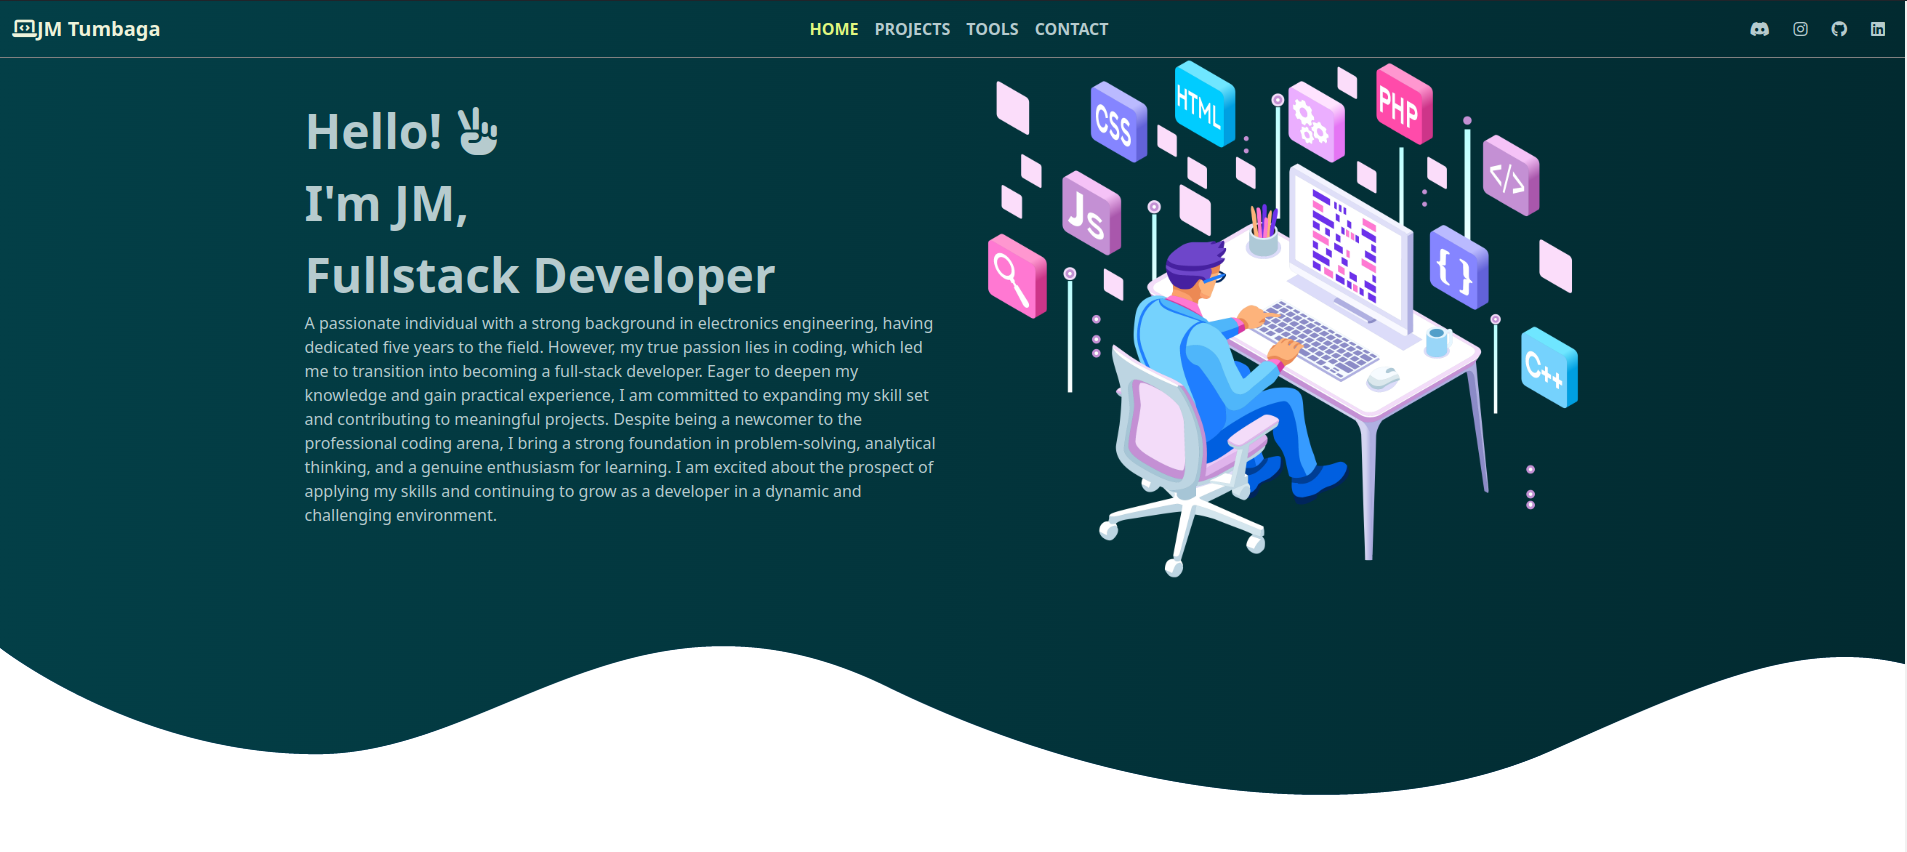 JM Tumbaga
HOME PROJECTS TOOLS CONTACT
Hello!
I'm JM,
Fullstack Developer
A passionate individual with a strong background in electronics engineering, having
dedicated five years to the field. However, my true passion lies in coding, which led
me to transition into becoming a full-stack developer. Eager to deepen my
knowledge and gain practical experience, I am committed to expanding my skill set
and contributing to meaningful projects. Despite being a newcomer to the
professional coding arena, I bring a strong foundation in problem-solving, analytical
thinking, and a genuine enthusiasm for learning. I am excited about the prospect of
applying my skills and continuing to grow as a developer in a dynamic and
challenging environment.
CSS
HTML
PHP
</>
Js
{ }
C++